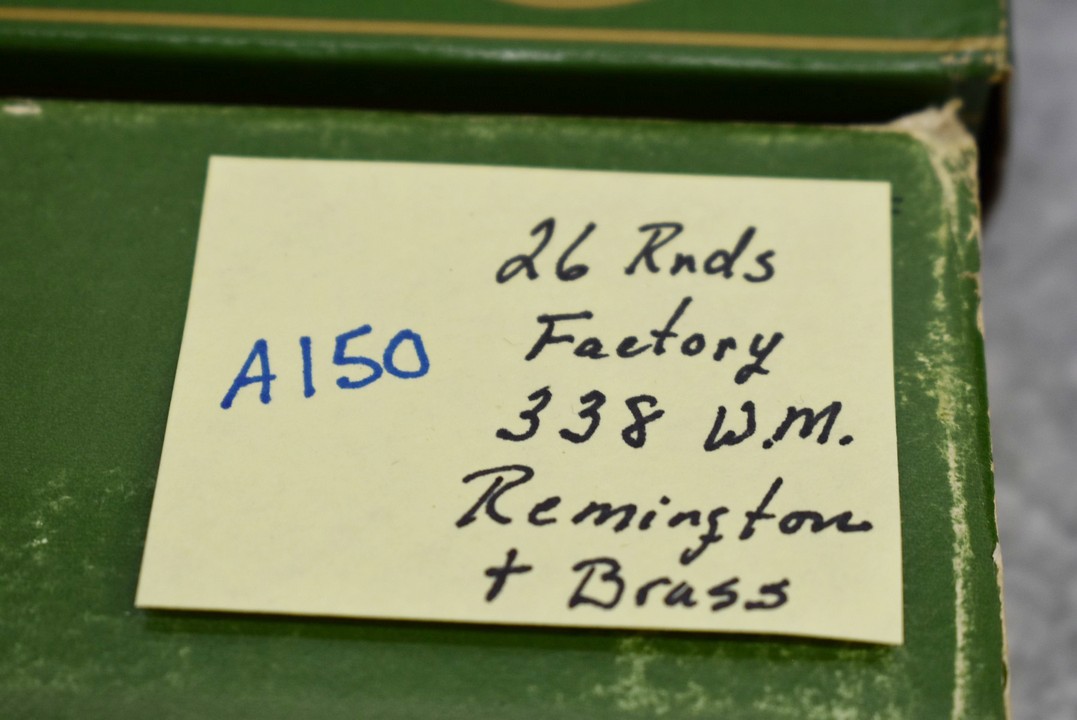 A150
26 Rnds
Factory
338 W.M.
Remington
+ Brass